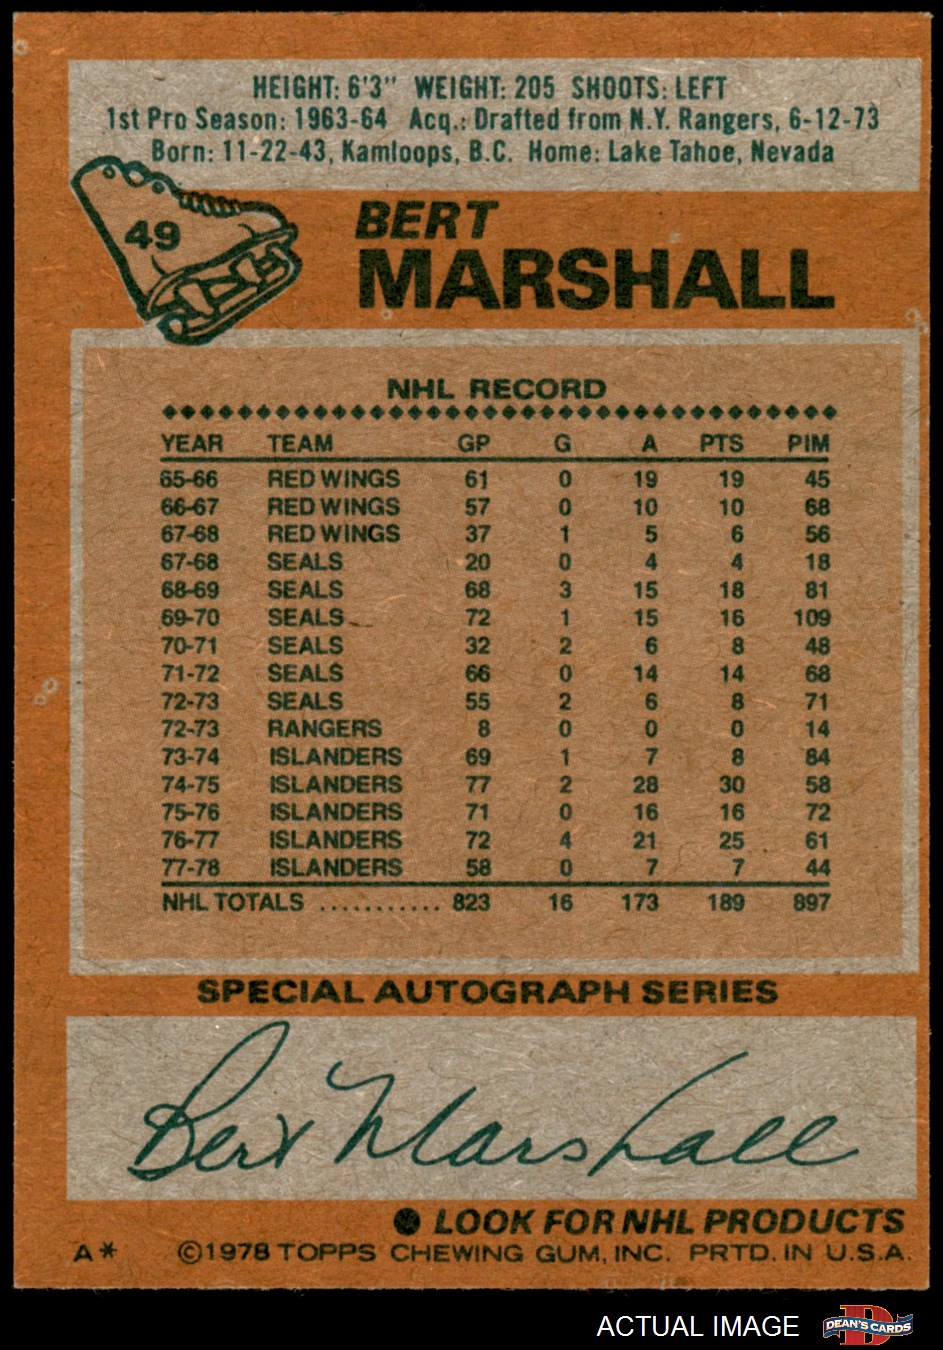 HEIGHT: 6'3" WEIGHT: 205 SHOOTS: LEFT
1st Pro Season: 1963-64 Acq.: Drafted from N.Y. Rangers, 6-12-73
Born: 11-22-43, Kamloops, B.C. Home: Lake Tahoe, Nevada
49
BERT
MARSHALL
NHL RECORD
YEAR TEAM GP G A PTS PIM
65-66 RED WINGS 61 0 19 19 45
66-67 RED WINGS 57 0 10 10 68
67-68 RED WINGS 37 1 5 6 56
67-68 SEALS 20 0 4 4 18
68-69 SEALS 68 3 15 18 81
69-70 SEALS 72 1 15 16 109
70-71 SEALS 32 2 6 8 48
71-72 SEALS 66 0 14 14 68
72-73 SEALS 55 2 6 8 71
72-73 RANGERS 8 0 0 0 14
73-74 ISLANDERS 69 1 7 8 84
74-75 ISLANDERS 77 2 28 30 58
75-76 ISLANDERS 71 0 16 16 72
76-77 ISLANDERS 72 4 21 25 61
77-78 ISLANDERS 58 0 7 7 44
NHL TOTALS ........... 823 16 173 189 897
SPECIAL AUTOGRAPH SERIES
Bert Marshall
● LOOK FOR NHL PRODUCTS
A* ©1978 TOPPS CHEWING GUM, INC. PRTD. IN U.S.A.
ACTUAL IMAGE D DEAN'S CARDS